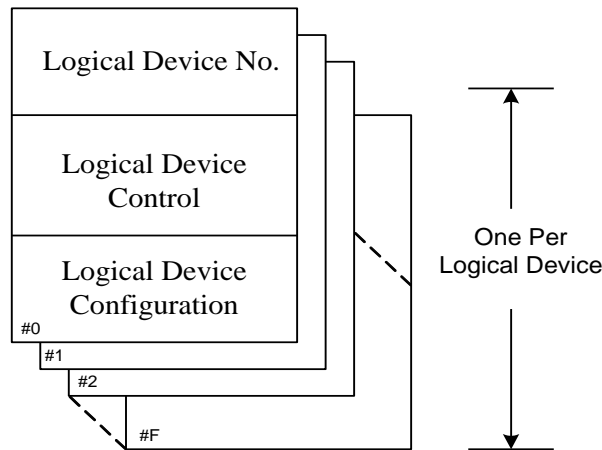 Logical Device No.
Logical Device
Control
Logical Device
Configuration
#0
#1
#2
#F
One Per
Logical Device